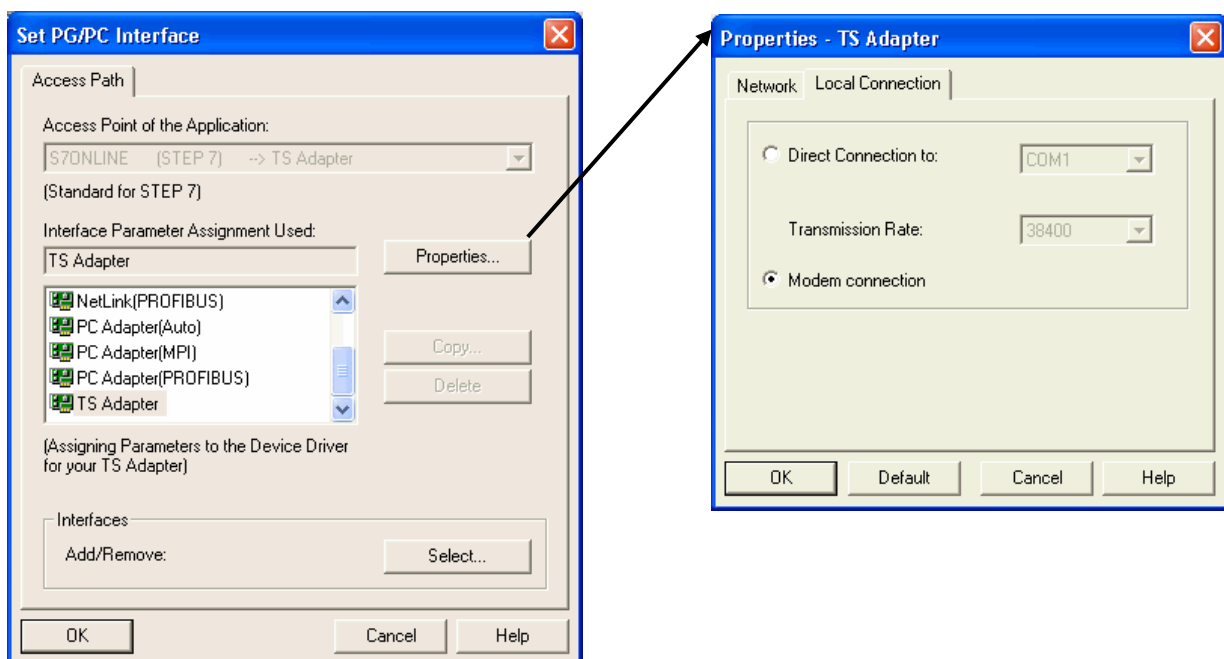 Set PG/PC Interface
Access Path
Access Point of the Application:
S7ONLINE (STEP 7) --> TS Adapter
(Standard for STEP 7)
Interface Parameter Assignment Used:
TS Adapter
Properties...
NetLink(PROFIBUS)
PC Adapter(Auto)
PC Adapter(MPI)
PC Adapter(PROFIBUS)
TS Adapter
Copy...
Delete
(Assigning Parameters to the Device Driver
for your TS Adapter)
Interfaces
Add/Remove:
Select...
OK
Cancel
Help
Properties - TS Adapter
Network
Local Connection
Direct Connection to:
COM1
Transmission Rate:
38400
Modem connection
OK
Default
Cancel
Help